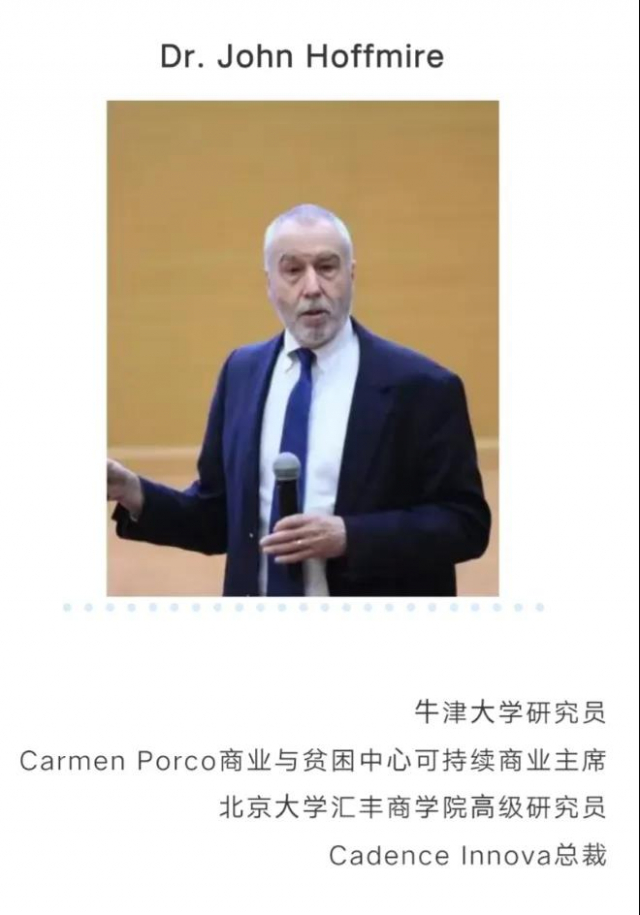 Dr. John Hoffmire
牛津大学研究员
Carmen Porco商业与贫困中心可持续商业主席
北京大学汇丰商学院高级研究员
Cadence Innova总裁